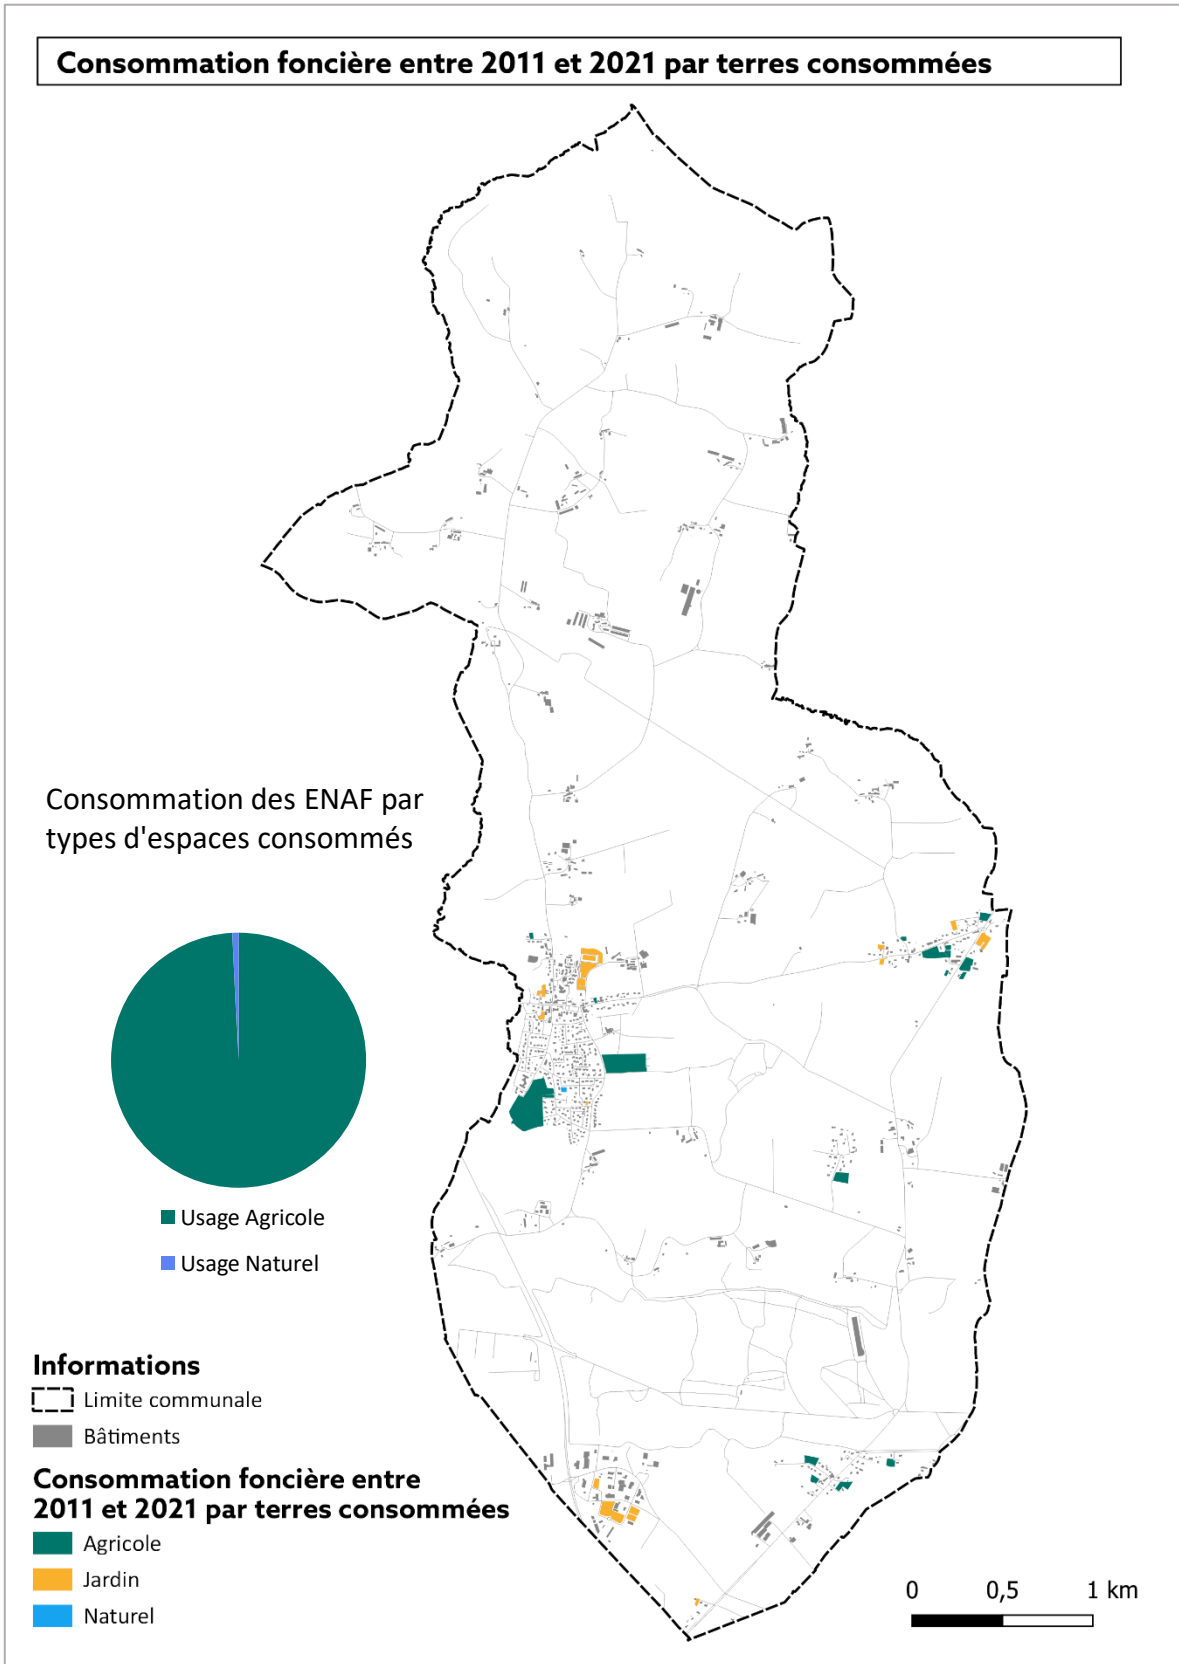 Consommation foncière entre 2011 et 2021 par terres consommées
Consommation des ENAF par
types d'espaces consommés
Usage Agricole
Usage Naturel
Informations
Limite communale
Bâtiments
Consommation foncière entre
2011 et 2021 par terres consommées
Agricole
Jardin
Naturel
0 0,5 1 km